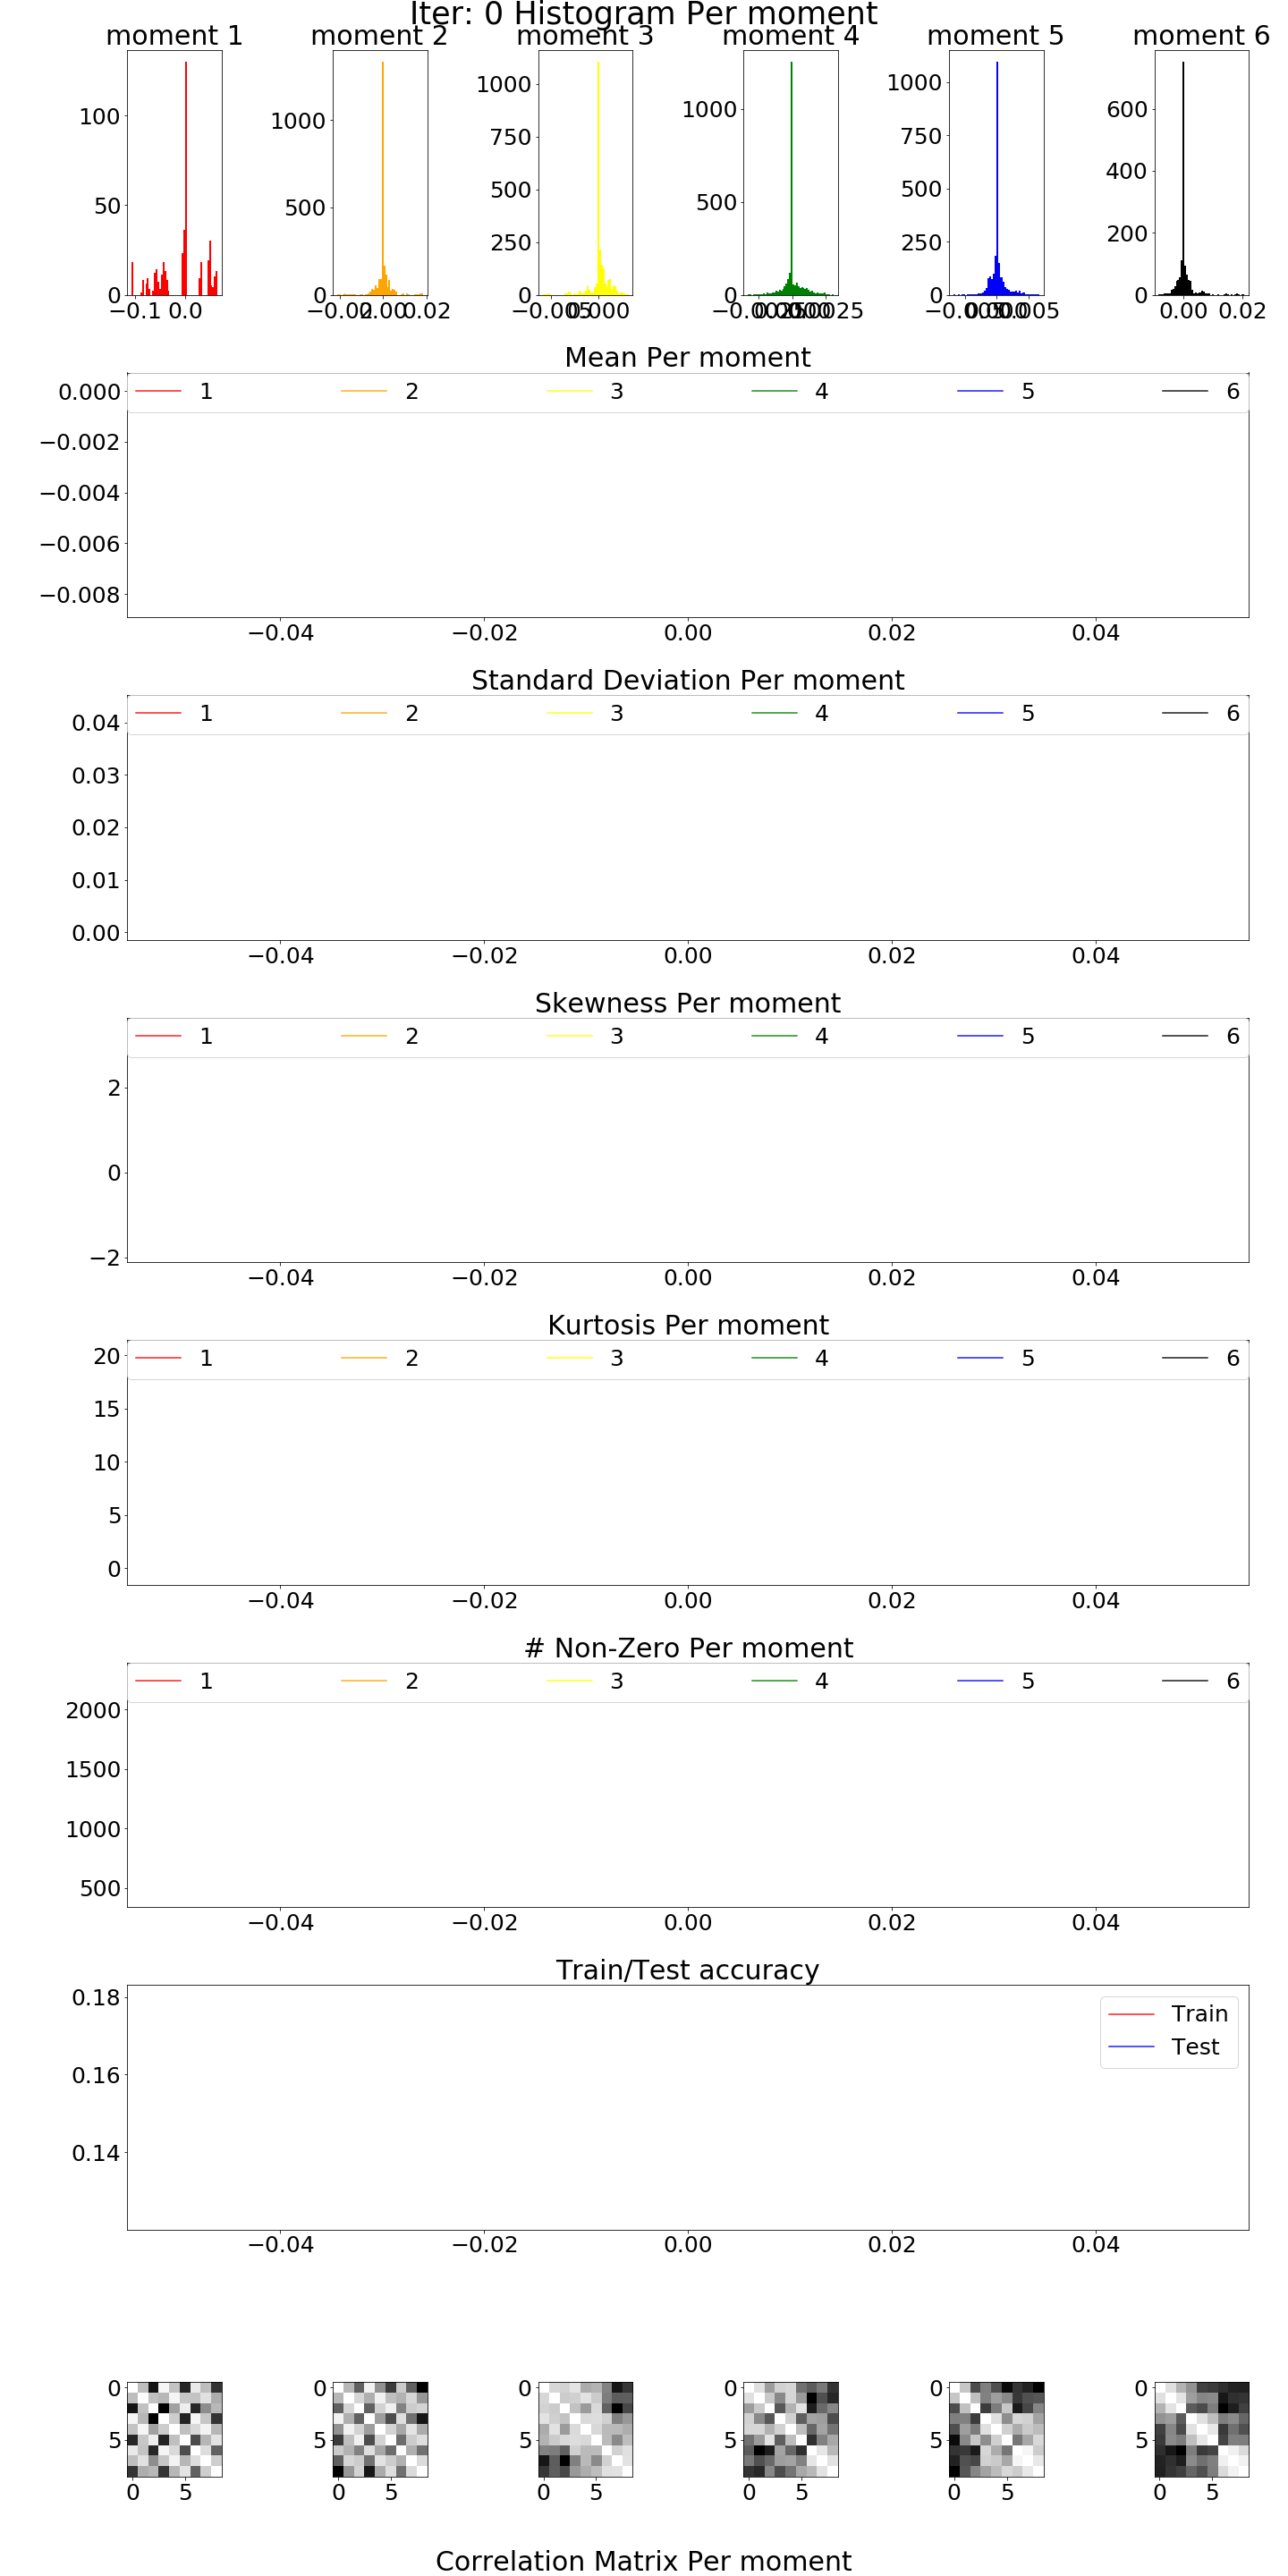 Iter: 0 Histogram Per moment
moment 1 moment 2 moment 3 moment 4 moment 5 moment 6
100
50
0
−0.1 0.0
1000
500
0
0.02
1000
750
500
250
0
1000
500
0
1000
750
500
250
0
600
400
200
0
0.00 0.02
Mean Per moment
1 2 3 4 5 6
0.000
−0.002
−0.004
−0.006
−0.008
−0.04 −0.02 0.00 0.02 0.04
Standard Deviation Per moment
1 2 3 4 5 6
0.04
0.03
0.02
0.01
0.00
−0.04 −0.02 0.00 0.02 0.04
Skewness Per moment
1 2 3 4 5 6
2
0
−2
−0.04 −0.02 0.00 0.02 0.04
Kurtosis Per moment
1 2 3 4 5 6
20
15
10
5
0
−0.04 −0.02 0.00 0.02 0.04
# Non-Zero Per moment
1 2 3 4 5 6
2000
1500
1000
500
−0.04 −0.02 0.00 0.02 0.04
Train/Test accuracy
Train
Test
0.18
0.16
0.14
−0.04 −0.02 0.00 0.02 0.04
0 0 0 0 0 0
5 5 5 5 5 5
0 5 0 5 0 5 0 5 0 5 0 5
Correlation Matrix Per moment